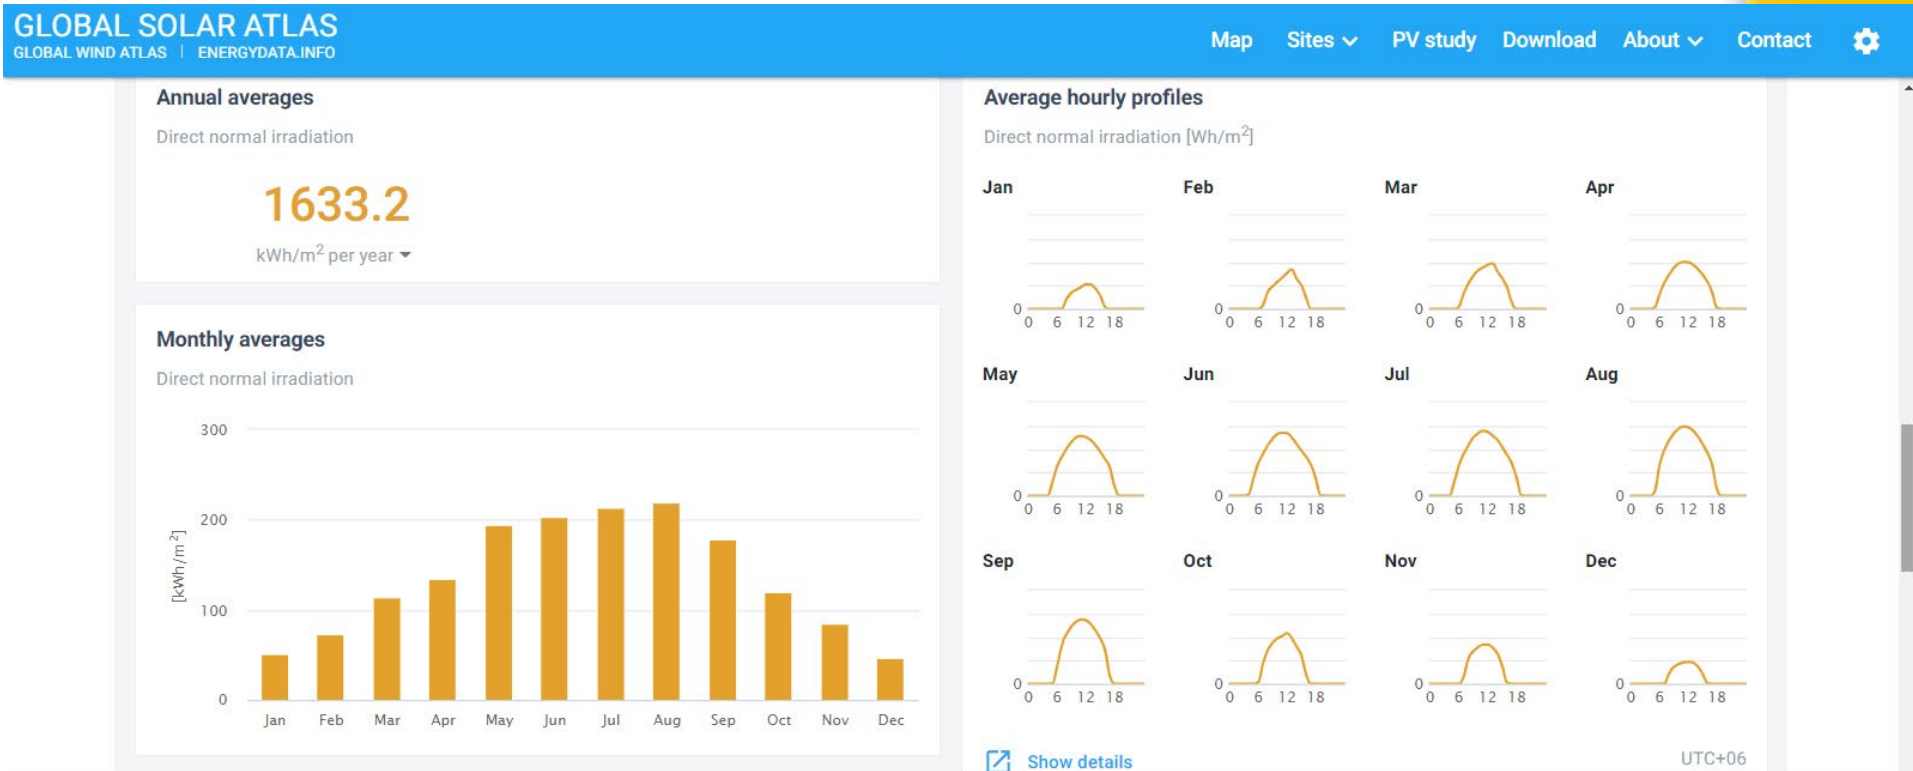 GLOBAL SOLAR ATLAS
GLOBAL WIND ATLAS | ENERGYDATA.INFO
Map Sites PV study Download About Contact
Annual averages
Direct normal irradiation
1633.2
kWh/m² per year
Monthly averages
Direct normal irradiation
300
200
100
0
[kWh/m²]
Jan Feb Mar Apr May Jun Jul Aug Sep Oct Nov Dec
Average hourly profiles
Direct normal irradiation [Wh/m²]
Jan Feb Mar Apr
0 0 0 0
0 6 12 18 0 6 12 18 0 6 12 18 0 6 12 18
May Jun Jul Aug
0 0 0 0
0 6 12 18 0 6 12 18 0 6 12 18 0 6 12 18
Sep Oct Nov Dec
0 0 0 0
0 6 12 18 0 6 12 18 0 6 12 18 0 6 12 18
Show details UTC+06